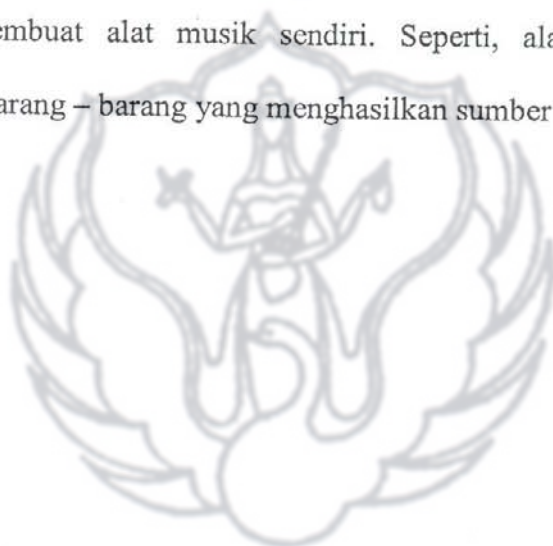 embuat alat musik sendiri. Seperti, ala
arang – barang yang menghasilkan sumber